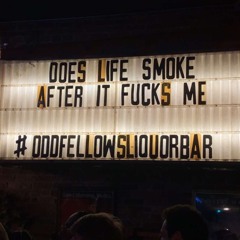 DOES LIFE SMOKE
AFTER IT FUCKS ME
# ODDFELLOWSLIQUORBAR